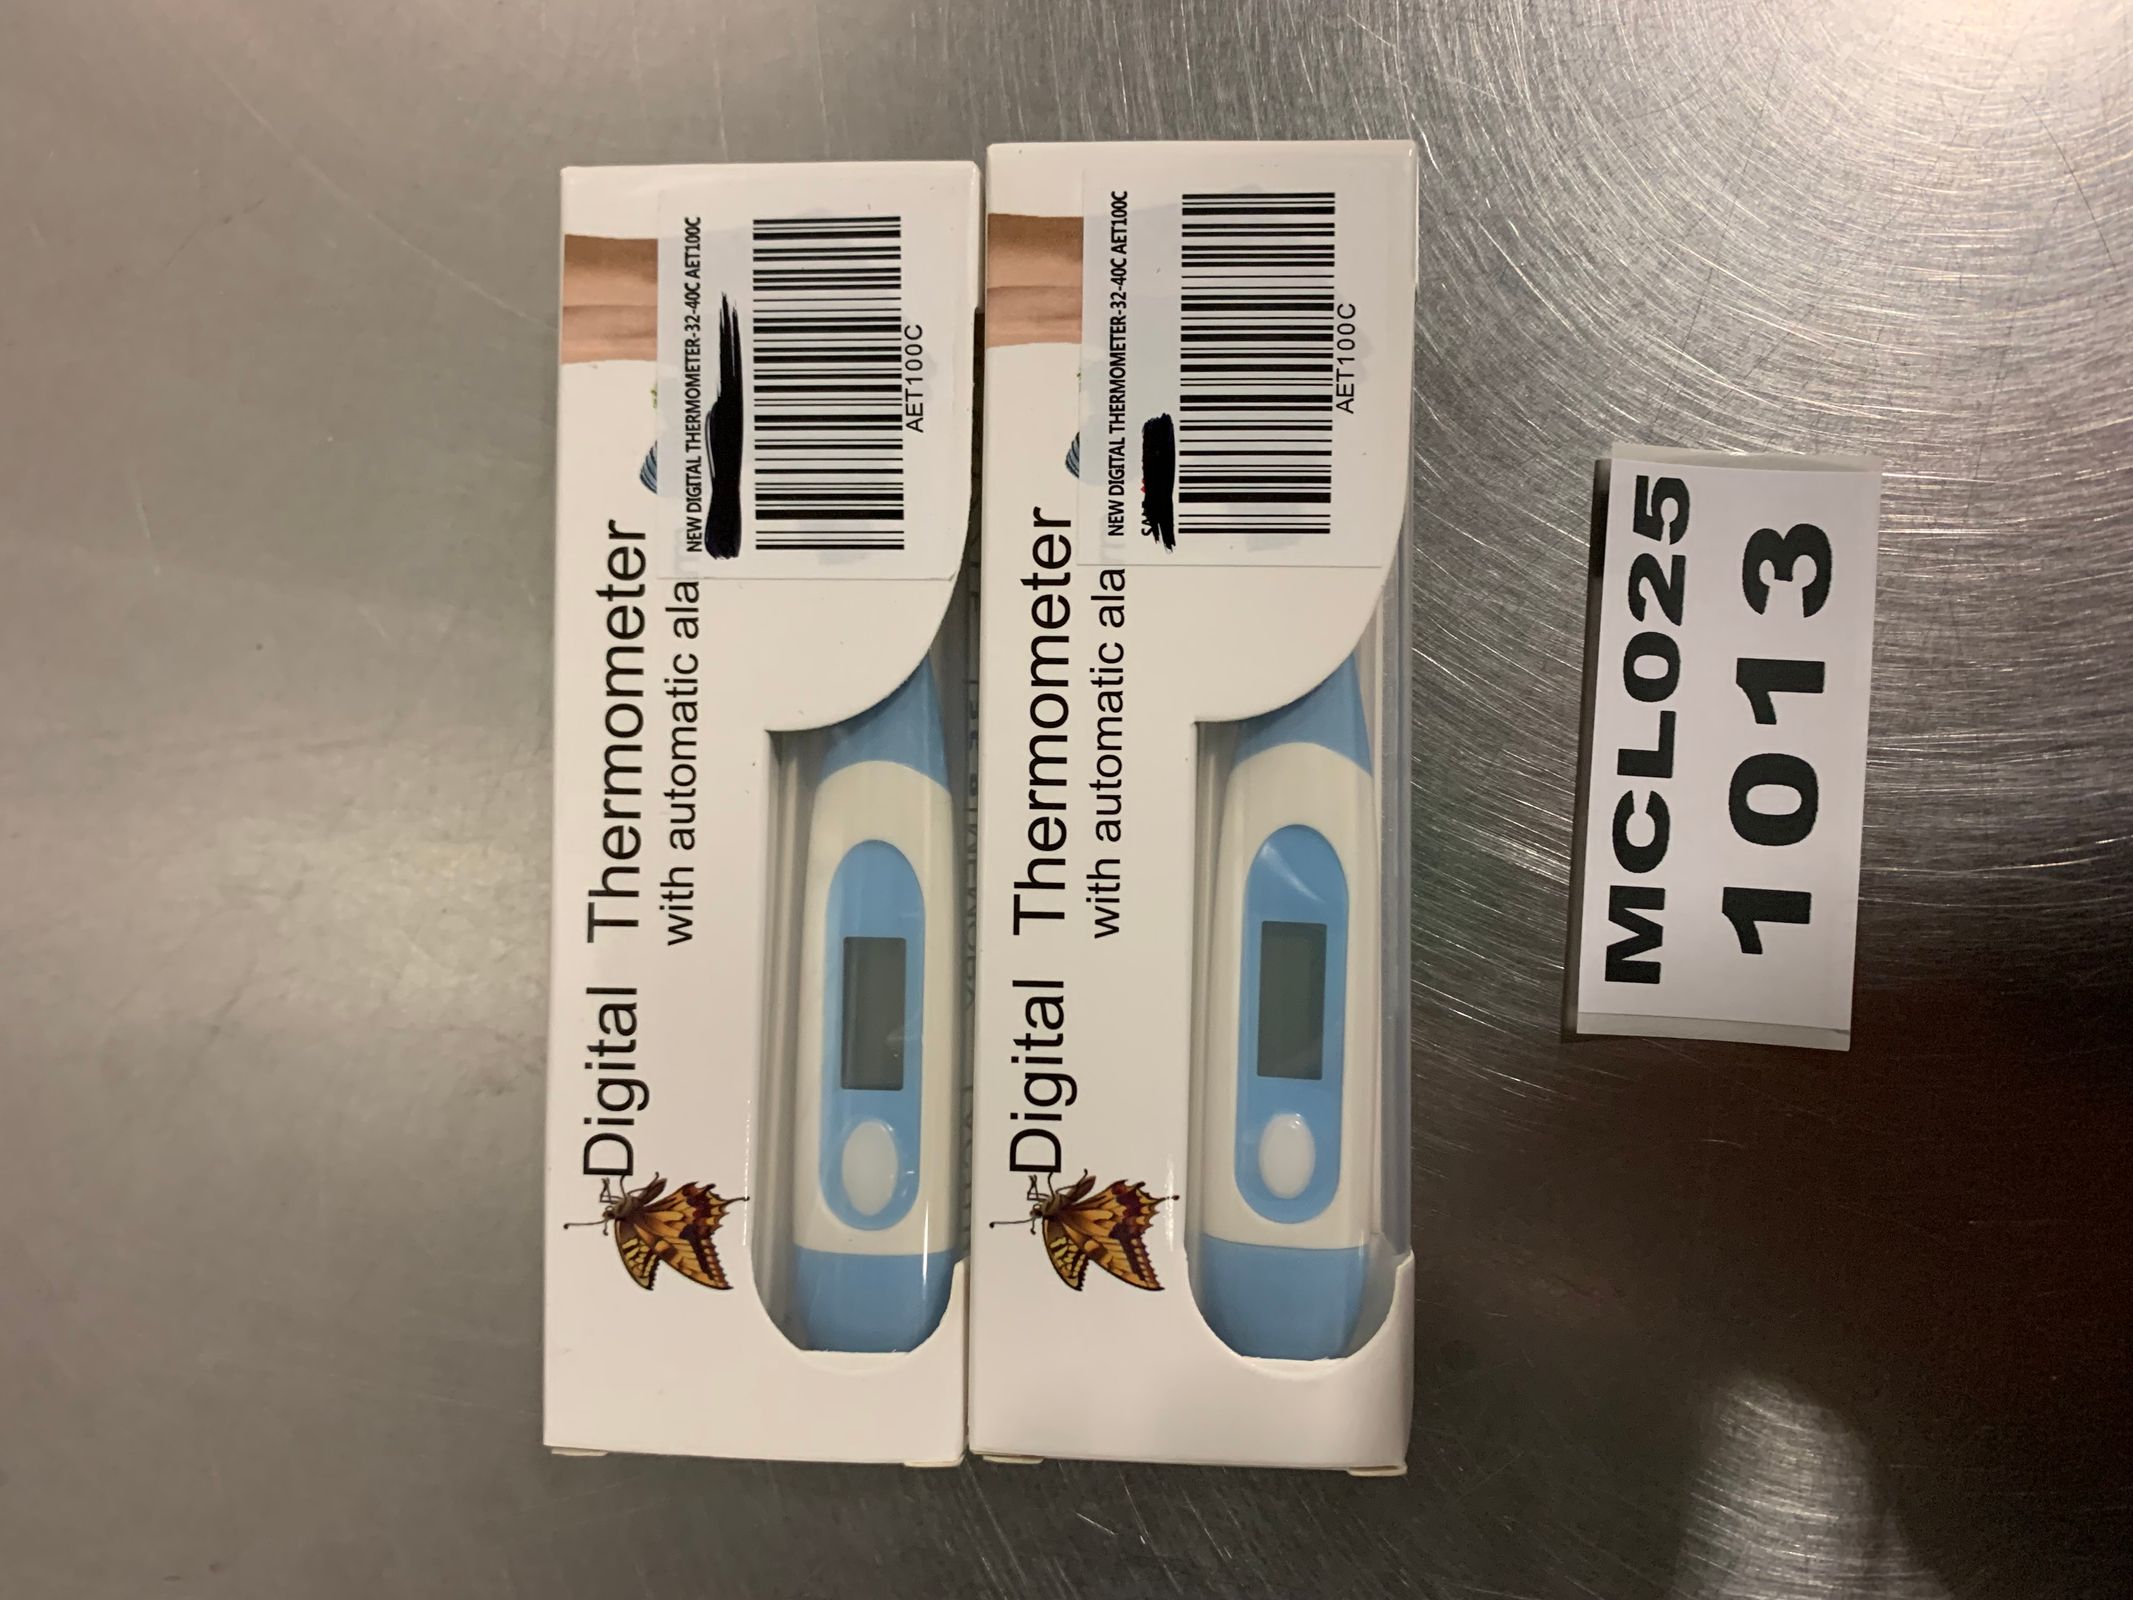 Digital Thermometer
with automatic ala
NEW DIGITAL THERMOMETER-32-40C AET100C
AET100C
Digital Thermometer
with automatic ala
NEW DIGITAL THERMOMETER-32-40C AET100C
AET100C
MCL025
1013